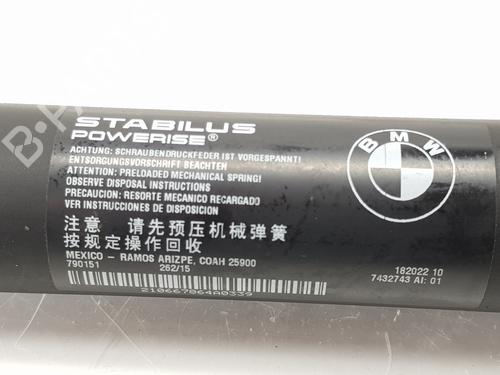 STABILUS
POWERISE®
ACHTUNG: SCHRAUBENDRUCKFEDER IST VORGESPANNT!
ENTSORGUNGSVORSCHRIFT BEACHTEN
ATTENTION: PRELOADED MECHANICAL SPRING!
OBSERVE DISPOSAL INSTRUCTIONS
PRECAUCION: RESORTE MECANICO RECARGADO
VER INSTRUCCIONES DE DISPOSICION
注意 请先预压机械弹簧
按规定操作回收
MEXICO - RAMOS ARIZPE, COAH 25900
790151 262/15
210667864A0339
BMW
182022 10
7432743 AI: 01
B-PARTS